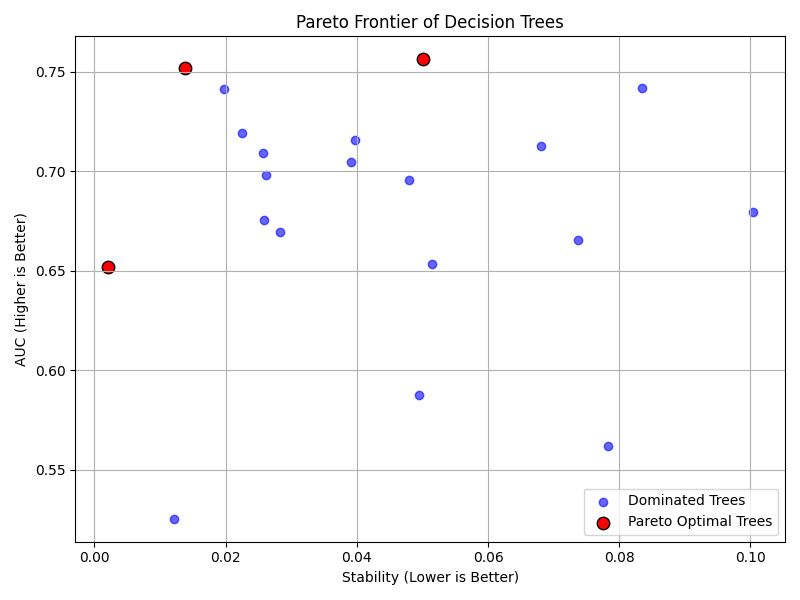 Pareto Frontier of Decision Trees
AUC (Higher is Better)
0.75
0.70
0.65
0.60
0.55
0.00
0.02
0.04
0.06
0.08
0.10
Stability (Lower is Better)
Dominated Trees
Pareto Optimal Trees